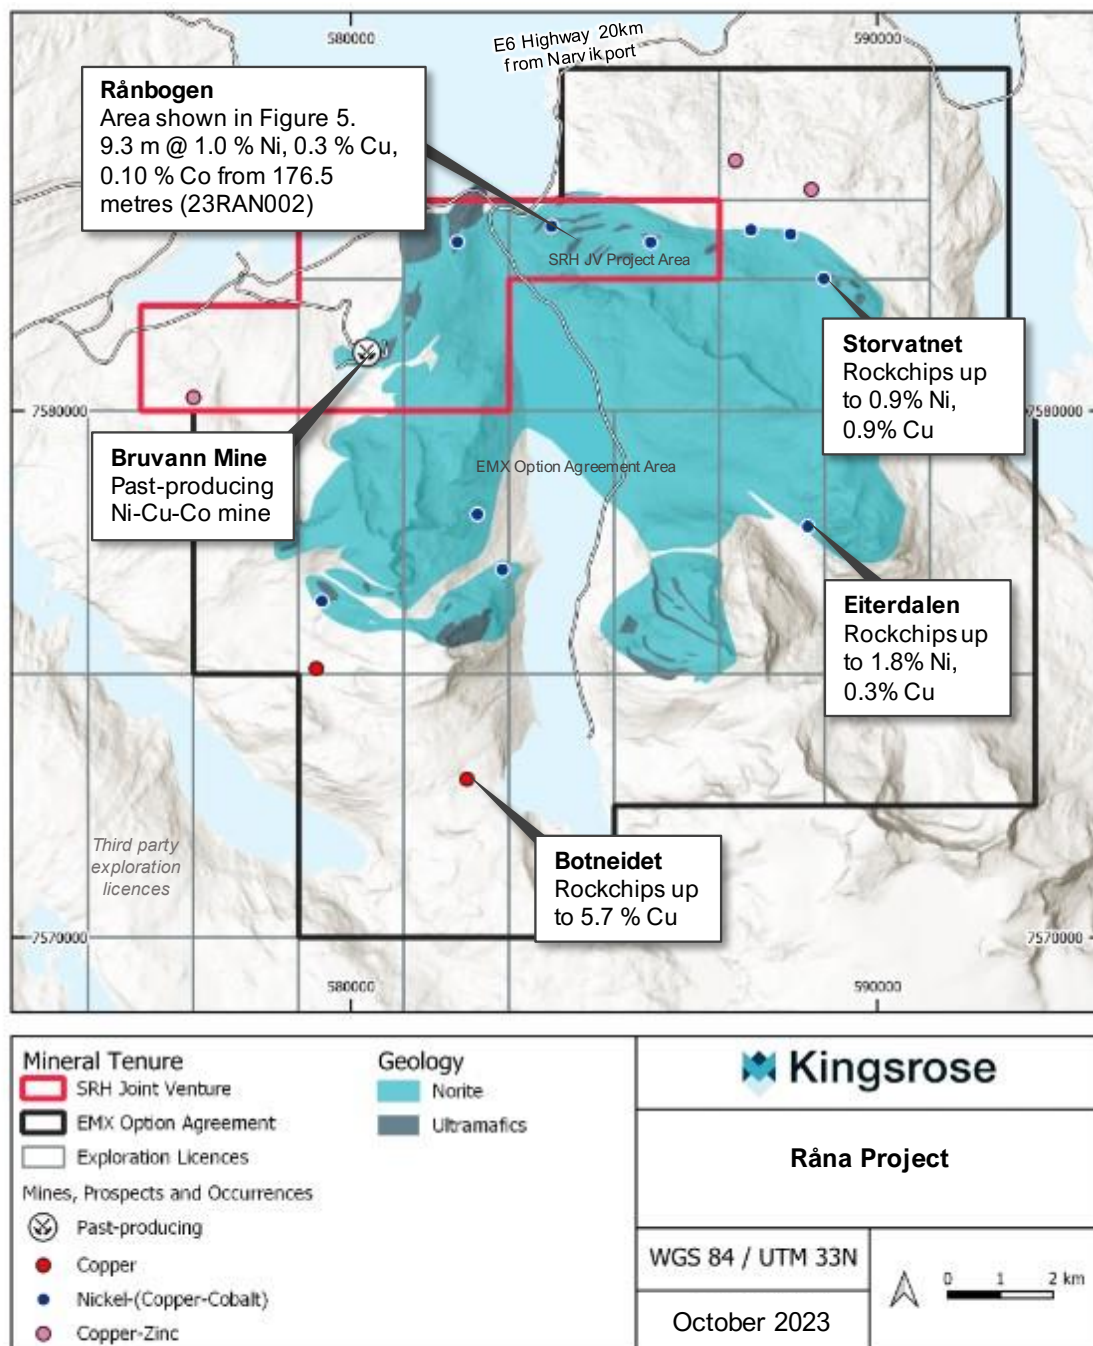 580000
590000
E6 Highway 20km
from Narvikport
Rånbogen
Area shown in Figure 5.
9.3 m @ 1.0 % Ni, 0.3 % Cu,
0.10 % Co from 176.5
metres (23RAN002)
SRH JV Project Area
Storvatnet
Rockchips up
to 0.9% Ni,
0.9% Cu
7580000
7580000
Bruvann Mine
Past-producing
Ni-Cu-Co mine
EMX Option Agreement Area
Eiterdalen
Rockchips up
to 1.8% Ni,
0.3% Cu
Third party
exploration
licences
Botneidet
Rockchips up
to 5.7 % Cu
7570000
7570000
580000
590000
Mineral Tenure
SRH Joint Venture
EMX Option Agreement
Exploration Licences
Mines, Prospects and Occurrences
Past-producing
Copper
Nickel-(Copper-Cobalt)
Copper-Zinc
Geology
Norite
Ultramafics
Kingsrose
Råna Project
WGS 84 / UTM 33N
October 2023
0 1 2 km